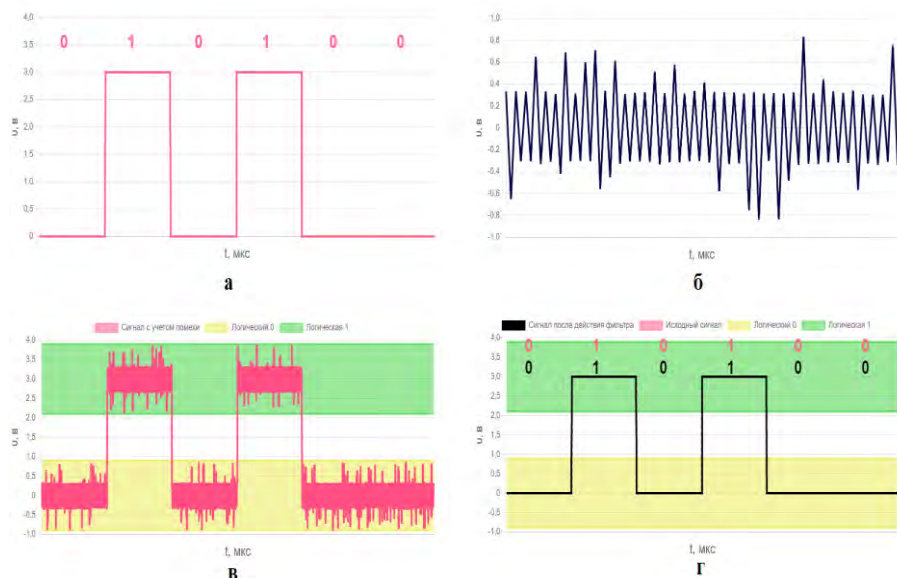 0 1 0 1 0 0
4,0
3,5
3,0
2,5
2,0
1,5
1,0
0,5
0
U, В
t, мкс
а
1,0
0,8
0,6
0,4
0,2
0
-0,2
-0,4
-0,6
-0,8
-1,0
U, В
t, мкс
б
Сигнал с учетом помехи Логический 0 Логическая 1
4,0
3,5
3,0
2,5
2,0
1,5
1,0
0,5
0
-0,5
-1,0
U, В
t, мкс
в
Сигнал после действия фильтра Исходный сигнал Логический 0 Логическая 1
0 1 0 1 0 0
0 1 0 1 0 0
4,0
3,5
3,0
2,5
2,0
1,5
1,0
0,5
0
-0,5
-1,0
U, В
t, мкс
г